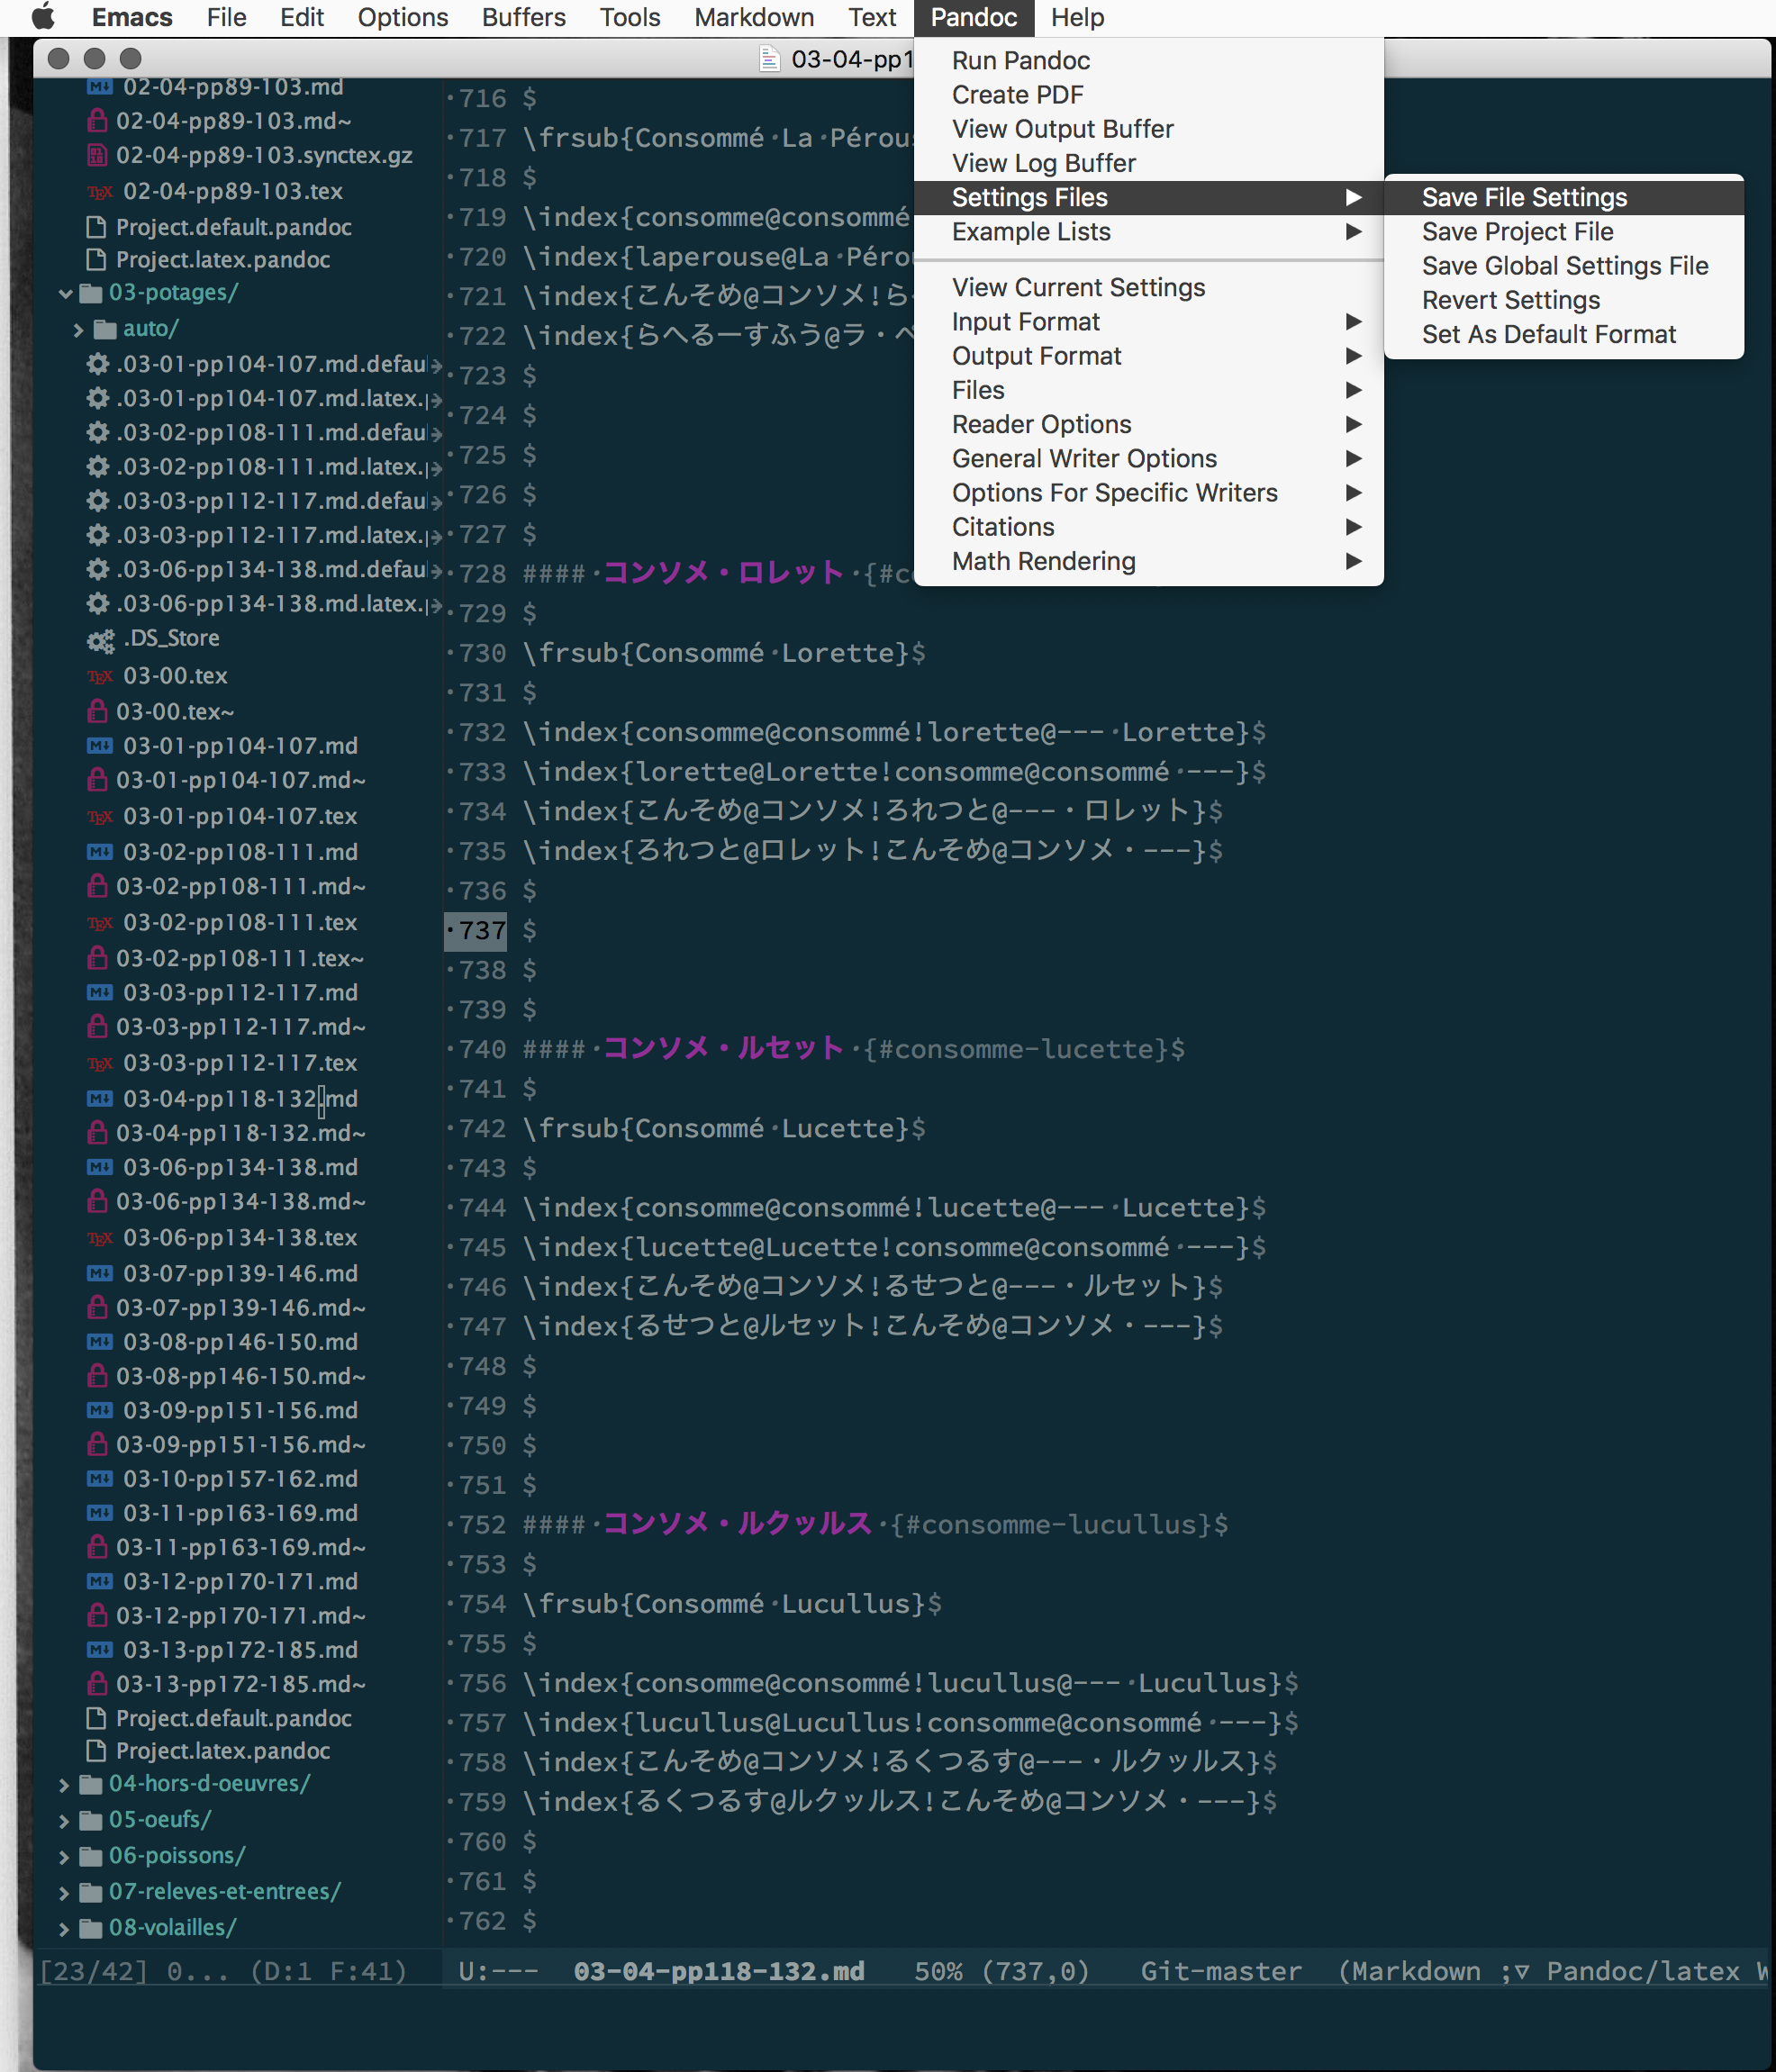 Emacs File Edit Options Buffers Tools Markdown Text Pandoc Help
03-04-pp1
Run Pandoc
Create PDF
View Output Buffer
View Log Buffer
Settings Files
Example Lists
View Current Settings
Input Format
Output Format
Files
Reader Options
General Writer Options
Options For Specific Writers
Citations
Math Rendering
Save File Settings
Save Project File
Save Global Settings File
Revert Settings
Set As Default Format
02-04-pp89-103.md
02-04-pp89-103.md~
02-04-pp89-103.synctex.gz
02-04-pp89-103.tex
Project.default.pandoc
Project.latex.pandoc
03-potages/
auto/
.03-01-pp104-107.md.defau
.03-01-pp104-107.md.latex.
.03-02-pp108-111.md.defau
.03-02-pp108-111.md.latex.
.03-03-pp112-117.md.defau
.03-03-pp112-117.md.latex.
.03-06-pp134-138.md.defau
.03-06-pp134-138.md.latex.
.DS_Store
03-00.tex
03-00.tex~
03-01-pp104-107.md
03-01-pp104-107.md~
03-01-pp104-107.tex
03-02-pp108-111.md
03-02-pp108-111.md~
03-02-pp108-111.tex
03-02-pp108-111.tex~
03-03-pp112-117.md
03-03-pp112-117.md~
03-03-pp112-117.tex
03-04-pp118-132.md
03-04-pp118-132.md~
03-06-pp134-138.md
03-06-pp134-138.md~
03-06-pp134-138.tex
03-07-pp139-146.md
03-07-pp139-146.md~
03-08-pp146-150.md
03-08-pp146-150.md~
03-09-pp151-156.md
03-09-pp151-156.md~
03-10-pp157-162.md
03-11-pp163-169.md
03-11-pp163-169.md~
03-12-pp170-171.md
03-12-pp170-171.md~
03-13-pp172-185.md
03-13-pp172-185.md~
Project.default.pandoc
Project.latex.pandoc
04-hors-d-oeuvres/
05-oeufs/
06-poissons/
07-releves-et-entrees/
08-volailles/
·716 $
·717 \frsub{Consommé·La·Pérous
·718 $
·719 \index{consomme@consommé
·720 \index{laperouse@La·Péro
·721 \index{こんそめ@コンソメ!ら
·722 \index{らへるーすふう@ラ・ペ
·723 $
·724 $
·725 $
·726 $
·727 $
·728 ####·コンソメ・ロレット·{#c
·729 $
·730 \frsub{Consommé·Lorette}$
·731 $
·732 \index{consomme@consommé!lorette@---·Lorette}$
·733 \index{lorette@Lorette!consomme@consommé·---}$
·734 \index{こんそめ@コンソメ!ろれつと@---・ロレット}$
·735 \index{ろれつと@ロレット!こんそめ@コンソメ・---}$
·736 $
·737 $
·738 $
·739 $
·740 ####·コンソメ・ルセット·{#consomme-lucette}$
·741 $
·742 \frsub{Consommé·Lucette}$
·743 $
·744 \index{consomme@consommé!lucette@---·Lucette}$
·745 \index{lucette@Lucette!consomme@consommé·---}$
·746 \index{こんそめ@コンソメ!るせつと@---・ルセット}$
·747 \index{るせつと@ルセット!こんそめ@コンソメ・---}$
·748 $
·749 $
·750 $
·751 $
·752 ####·コンソメ・ルクッルス·{#consomme-lucullus}$
·753 $
·754 \frsub{Consommé·Lucullus}$
·755 $
·756 \index{consomme@consommé!lucullus@---·Lucullus}$
·757 \index{lucullus@Lucullus!consomme@consommé·---}$
·758 \index{こんそめ@コンソメ!るくつるす@---・ルクッルス}$
·759 \index{るくつるす@ルクッルス!こんそめ@コンソメ・---}$
·760 $
·761 $
·762 $
[23/42] 0... (D:1 F:41) U:--- 03-04-pp118-132.md 50% (737,0) Git-master (Markdown ;▿ Pandoc/latex W